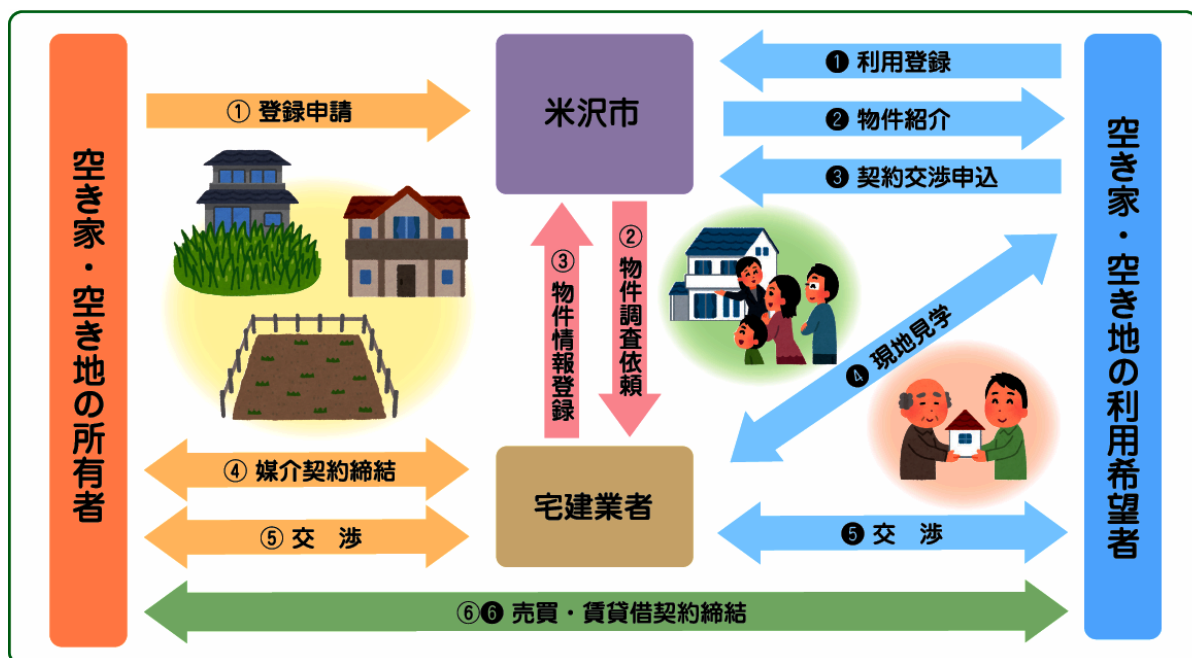 空き家・空き地の所有者
① 登録申請
米沢市
❶ 利用登録
❷ 物件紹介
❸ 契約交渉申込
空き家・空き地の利用希望者
③ 物件情報登録
② 物件調査依頼
❹ 現地見学
④ 媒介契約締結
宅建業者
⑤ 交　渉
❺ 交　渉
⑥❻ 売買・賃貸借契約締結